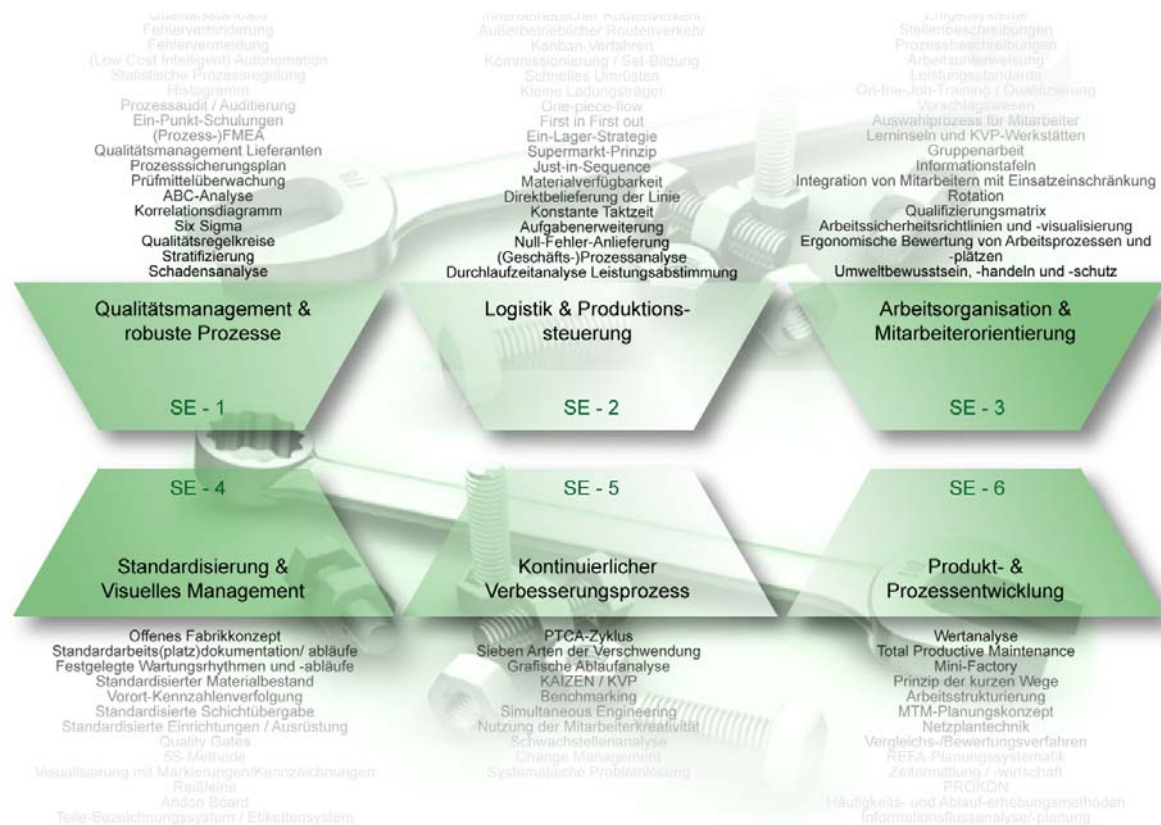 Qualitätsstandard
Fehlerverhinderung
Fehlervermeidung
(Low Cost Intelligent) Autonomation
Statistische Prozessregelung
Histogramm
Prozessaudit / Auditierung
Ein-Punkt-Schulungen
(Prozess-)FMEA
Qualitätsmanagement Lieferanten
Prozesssicherungsplan
Prüfmittelüberwachung
ABC-Analyse
Korrelationsdiagramm
Six Sigma
Qualitätsregelkreise
Stratifizierung
Schadensanalyse
Qualitätsmanagement &
robuste Prozesse
SE - 1
Innerbetrieblicher Routenverkehr
Außerbetrieblicher Routenverkehr
Kanban-Verfahren
Kommissionierung / Set-Bildung
Schnelles Umrüsten
Kleine Ladungsträger
One-piece-flow
First in First out
Ein-Lager-Strategie
Supermarkt-Prinzip
Just-in-Sequence
Materialverfügbarkeit
Direktbelieferung der Linie
Konstante Taktzeit
Aufgabenerweiterung
Null-Fehler-Anlieferung
(Geschäfts-)Prozessanalyse
Durchlaufzeitanalyse Leistungsabstimmung
Logistik & Produktions-
steuerung
SE - 2
Entgeltsysteme
Stellenbeschreibungen
Prozessbeschreibungen
Arbeitsunterweisung
Leistungsstandards
On-the-Job-Training / Qualifizierung
Vorschlagswesen
Auswahlprozess für Mitarbeiter
Lerninseln und KVP-Werkstätten
Gruppenarbeit
Informationstafeln
Integration von Mitarbeitern mit Einsatzeinschränkung
Rotation
Qualifizierungsmatrix
Arbeitssicherheitsrichtlinien und -visualisierung
Ergonomische Bewertung von Arbeitsprozessen und
-plätzen
Umweltbewusstsein, -handeln und -schutz
Arbeitsorganisation &
Mitarbeiterorientierung
SE - 3
SE - 4
Standardisierung &
Visuelles Management
Offenes Fabrikkonzept
Standardarbeits(platz)dokumentation/ abläufe
Festgelegte Wartungsrhythmen und -abläufe
Standardisierter Materialbestand
Vorort-Kennzahlenverfolgung
Standardisierte Schichtübergabe
Standardisierte Einrichtungen / Ausrüstung
Quality Gates
5S-Methode
Visualisierung mit Markierungen/Kennzeichnungen
Reißleine
Andon Board
Teile-Bezeichnungssystem / Etikettensystem
SE - 5
Kontinuierlicher
Verbesserungsprozess
PTCA-Zyklus
Sieben Arten der Verschwendung
Grafische Ablaufanalyse
KAIZEN / KVP
Benchmarking
Simultaneous Engineering
Nutzung der Mitarbeiterkreativität
Schwachstellenanalyse
Change Management
Systematische Problemlösung
SE - 6
Produkt- &
Prozessentwicklung
Wertanalyse
Total Productive Maintenance
Mini-Factory
Prinzip der kurzen Wege
Arbeitsstrukturierung
MTM-Planungskonzept
Netzplantechnik
Vergleichs-/Bewertungsverfahren
REFA-Planungssystematik
Zeitermittlung / -wirtschaft
PROKON
Häufigkeits- und Ablauf-erhebungsmethoden
Informationsflussanalyse/-planung